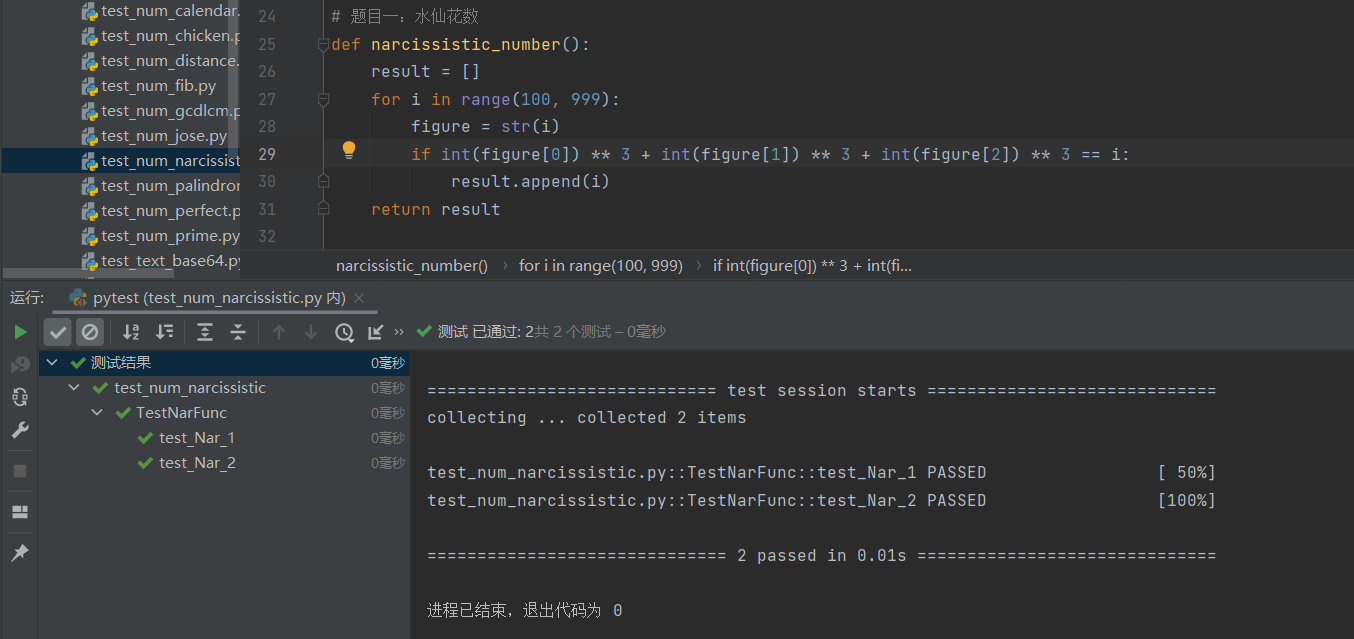 test_num_calendar.
test_num_chicken.p
test_num_distance.
test_num_fib.py
test_num_gcdlcm.p
test_num_jose.py
test_num_narcissist
test_num_palindror
test_num_perfect.p
test_num_prime.py
test_text_base64.py
24 # 题目一：水仙花数
25 def narcissistic_number():
26 result = []
27 for i in range(100, 999):
28 figure = str(i)
29 if int(figure[0]) ** 3 + int(figure[1]) ** 3 + int(figure[2]) ** 3 == i:
30 result.append(i)
31 return result
32
narcissistic_number() › for i in range(100, 999) › if int(figure[0]) ** 3 + int(fi...
运行: pytest (test_num_narcissistic.py 内) ×
›› 测试 已通过: 2共 2 个测试 – 0毫秒
测试结果 0毫秒
test_num_narcissistic 0毫秒
TestNarFunc 0毫秒
test_Nar_1 0毫秒
test_Nar_2 0毫秒
============================= test session starts =============================
collecting ... collected 2 items
test_num_narcissistic.py::TestNarFunc::test_Nar_1 PASSED [ 50%]
test_num_narcissistic.py::TestNarFunc::test_Nar_2 PASSED [100%]
============================== 2 passed in 0.01s ==============================
进程已结束，退出代码为 0